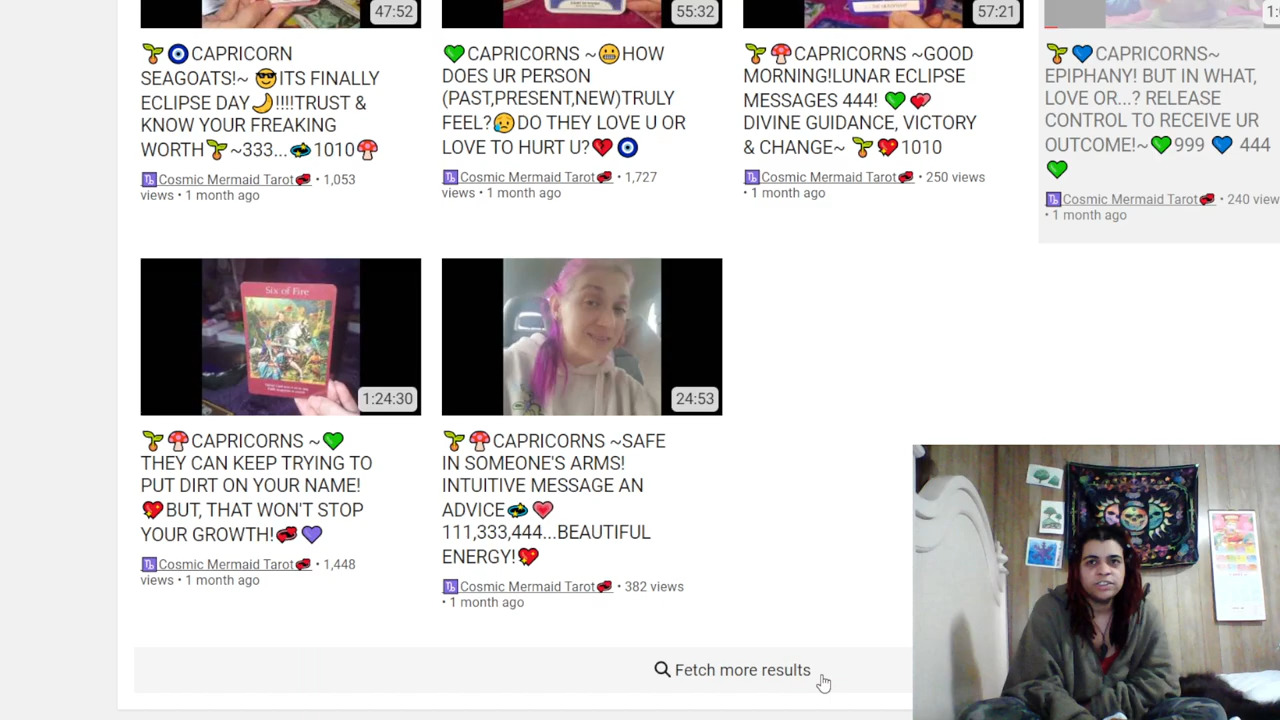 47:52
55:32
57:21
🌱🧿CAPRICORN
SEAGOATS!~ 😎ITS FINALLY
ECLIPSE DAY🌙!!!!TRUST &
KNOW YOUR FREAKING
WORTH🌱~333...💫1010🍄
♑Cosmic Mermaid Tarot💋 • 1,053
views • 1 month ago
💚CAPRICORNS ~😬HOW
DOES UR PERSON
(PAST,PRESENT,NEW)TRULY
FEEL?😥DO THEY LOVE U OR
LOVE TO HURT U?💔🧿
♑Cosmic Mermaid Tarot💋 • 1,727
views • 1 month ago
🌱🍄CAPRICORNS ~GOOD
MORNING!LUNAR ECLIPSE
MESSAGES 444! 💚💕
DIVINE GUIDANCE, VICTORY
& CHANGE~ 🌱💖1010
♑Cosmic Mermaid Tarot💋 • 250 views
• 1 month ago
🌱💙CAPRICORNS~
EPIPHANY! BUT IN WHAT,
LOVE OR...? RELEASE
CONTROL TO RECEIVE UR
OUTCOME!~💚999 💙 444
💚
♑Cosmic Mermaid Tarot💋 • 240 view
• 1 month ago
Six of Fire
1:24:30
24:53
🌱🍄CAPRICORNS ~💚
THEY CAN KEEP TRYING TO
PUT DIRT ON YOUR NAME!
💖BUT, THAT WON'T STOP
YOUR GROWTH!💋💜
♑Cosmic Mermaid Tarot💋 • 1,448
views • 1 month ago
🌱🍄CAPRICORNS ~SAFE
IN SOMEONE'S ARMS!
INTUITIVE MESSAGE AN
ADVICE💫💗
111,333,444...BEAUTIFUL
ENERGY!💖
♑Cosmic Mermaid Tarot💋 • 382 views
• 1 month ago
Fetch more results